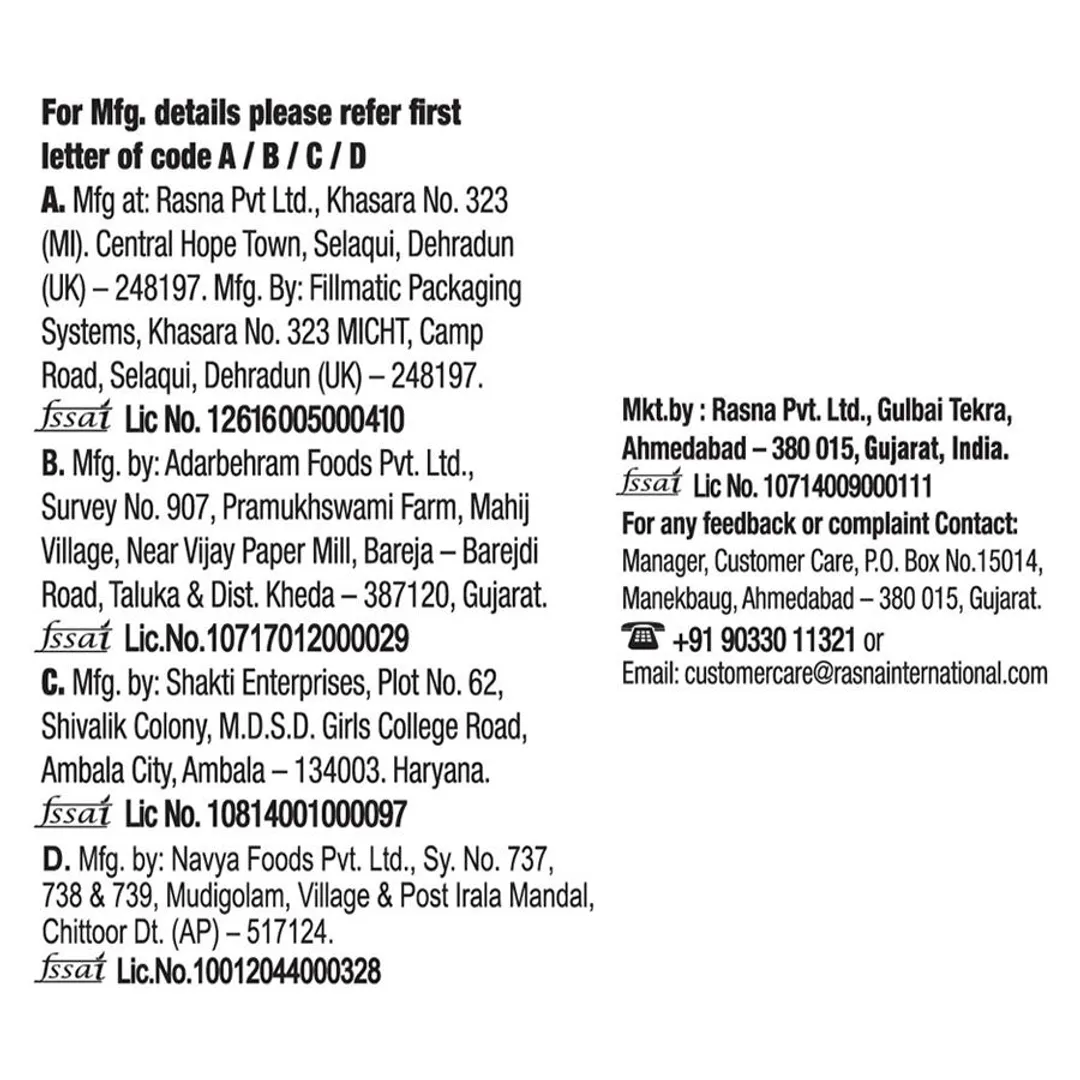 For Mfg. details please refer first
letter of code A / B / C / D
A. Mfg at: Rasna Pvt Ltd., Khasara No. 323
(MI). Central Hope Town, Selaqui, Dehradun
(UK) – 248197. Mfg. By: Fillmatic Packaging
Systems, Khasara No. 323 MICHT, Camp
Road, Selaqui, Dehradun (UK) – 248197.
fssai Lic No. 12616005000410
B. Mfg. by: Adarbehram Foods Pvt. Ltd.,
Survey No. 907, Pramukhswami Farm, Mahij
Village, Near Vijay Paper Mill, Bareja – Barejdi
Road, Taluka & Dist. Kheda – 387120, Gujarat.
fssai Lic.No.10717012000029
C. Mfg. by: Shakti Enterprises, Plot No. 62,
Shivalik Colony, M.D.S.D. Girls College Road,
Ambala City, Ambala – 134003. Haryana.
fssai Lic No. 10814001000097
D. Mfg. by: Navya Foods Pvt. Ltd., Sy. No. 737,
738 & 739, Mudigolam, Village & Post Irala Mandal,
Chittoor Dt. (AP) – 517124.
fssai Lic.No.10012044000328
Mkt.by : Rasna Pvt. Ltd., Gulbai Tekra,
Ahmedabad – 380 015, Gujarat, India.
fssai Lic No. 10714009000111
For any feedback or complaint Contact:
Manager, Customer Care, P.O. Box No.15014,
Manekbaug, Ahmedabad – 380 015, Gujarat.
+91 90330 11321 or
Email: customercare@rasnainternational.com